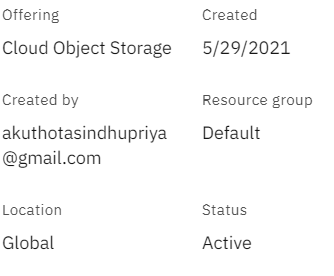 Offering
Created
Cloud Object Storage
5/29/2021
Created by
Resource group
akuthotasindhupriya
@gmail.com
Default
Location
Status
Global
Active